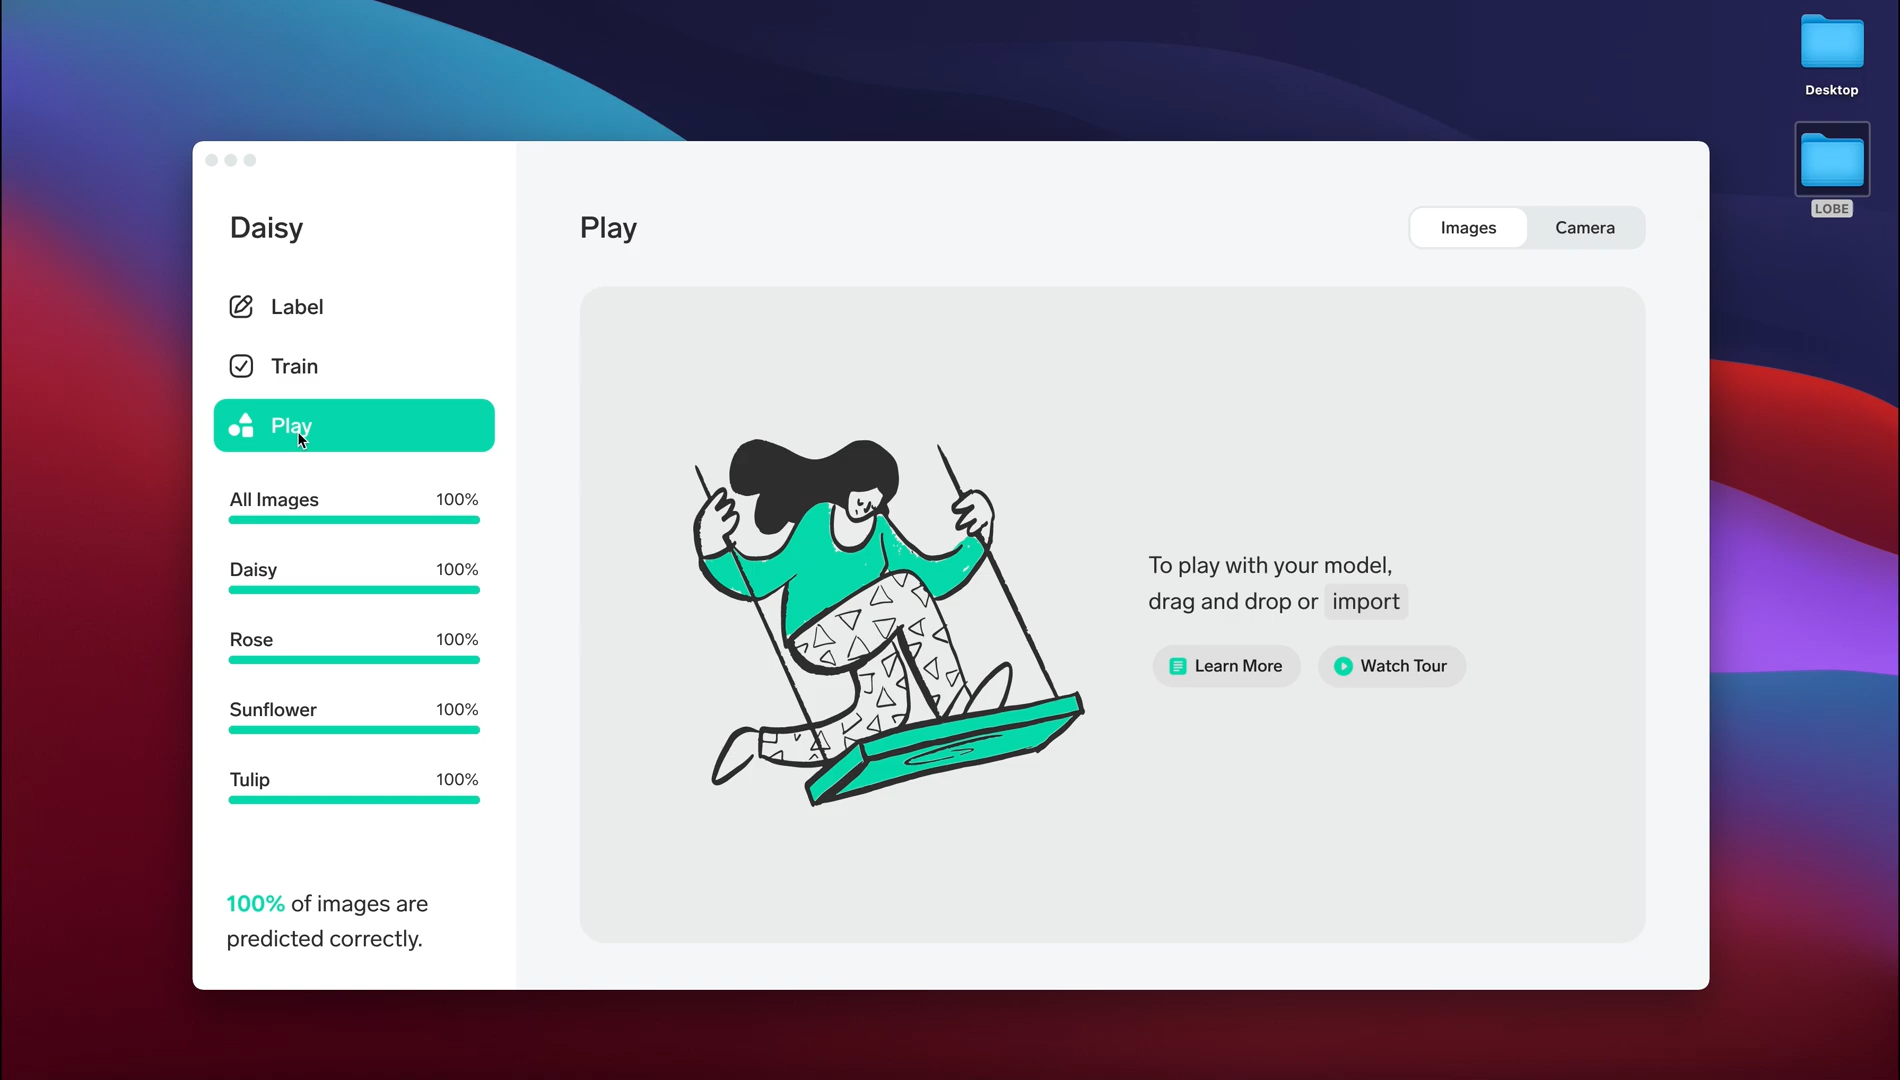 Desktop
LOBE
Daisy
Label
Train
Play
All Images 100%
Daisy 100%
Rose 100%
Sunflower 100%
Tulip 100%
100% of images are
predicted correctly.
Play
Images
Camera
To play with your model,
drag and drop or import
Learn More
Watch Tour